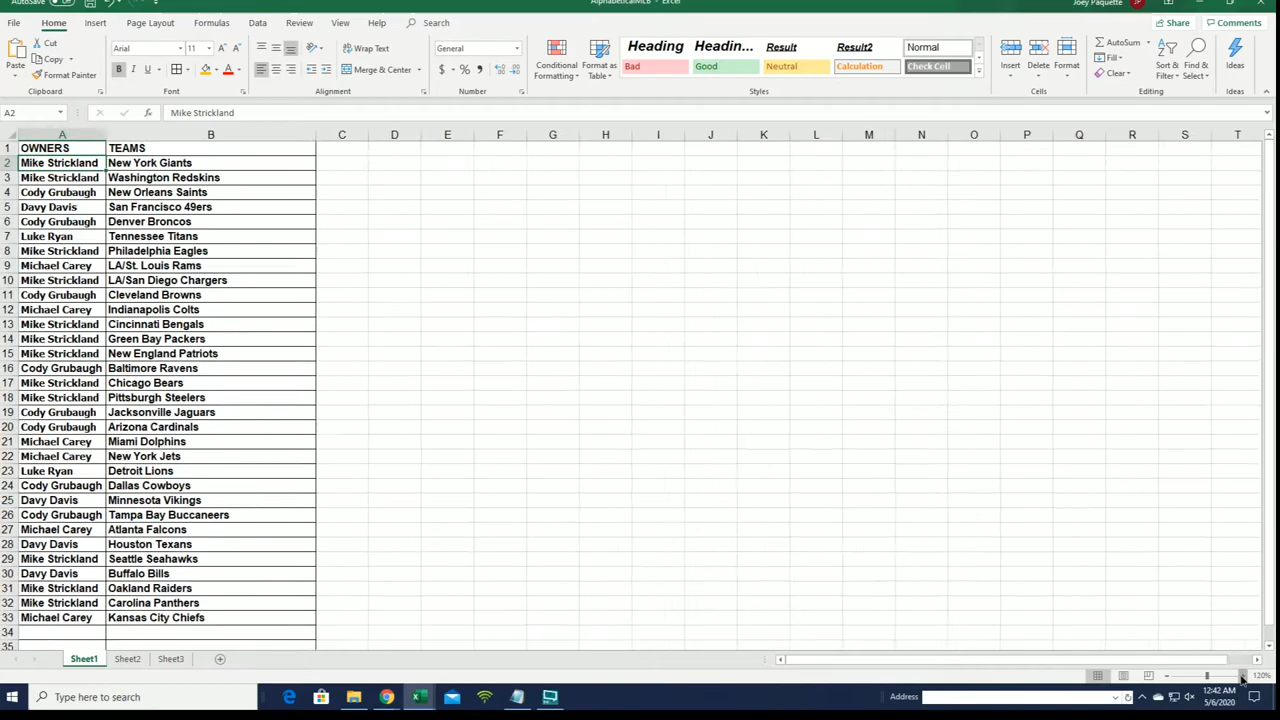 AutoSave Off AlphabeticalMLB - Excel Joey Paquette JP
File Home Insert Page Layout Formulas Data Review View Help Search Share Comments
Paste Cut Copy Format Painter
Arial 11 B I U A
Wrap Text Merge & Center
General $ %
Conditional Formatting Format as Table
Heading Headin... Result Result2 Normal
Bad Good Neutral Calculation Check Cell
Insert Delete Format
AutoSum Fill Clear Sort & Filter Find & Select Ideas
Clipboard Font Alignment Number Styles Cells Editing Ideas
A2 fx Mike Strickland
A B C D E F G H I J K L M N O P Q R S T
1 OWNERS TEAMS
2 Mike Strickland New York Giants
3 Mike Strickland Washington Redskins
4 Cody Grubaugh New Orleans Saints
5 Davy Davis San Francisco 49ers
6 Cody Grubaugh Denver Broncos
7 Luke Ryan Tennessee Titans
8 Mike Strickland Philadelphia Eagles
9 Michael Carey LA/St. Louis Rams
10 Mike Strickland LA/San Diego Chargers
11 Cody Grubaugh Cleveland Browns
12 Michael Carey Indianapolis Colts
13 Mike Strickland Cincinnati Bengals
14 Mike Strickland Green Bay Packers
15 Mike Strickland New England Patriots
16 Cody Grubaugh Baltimore Ravens
17 Mike Strickland Chicago Bears
18 Mike Strickland Pittsburgh Steelers
19 Cody Grubaugh Jacksonville Jaguars
20 Cody Grubaugh Arizona Cardinals
21 Michael Carey Miami Dolphins
22 Michael Carey New York Jets
23 Luke Ryan Detroit Lions
24 Cody Grubaugh Dallas Cowboys
25 Davy Davis Minnesota Vikings
26 Cody Grubaugh Tampa Bay Buccaneers
27 Michael Carey Atlanta Falcons
28 Davy Davis Houston Texans
29 Mike Strickland Seattle Seahawks
30 Davy Davis Buffalo Bills
31 Mike Strickland Oakland Raiders
32 Mike Strickland Carolina Panthers
33 Michael Carey Kansas City Chiefs
34
35
Sheet1 Sheet2 Sheet3
120%
Type here to search Address 12:42 AM
5/6/2020